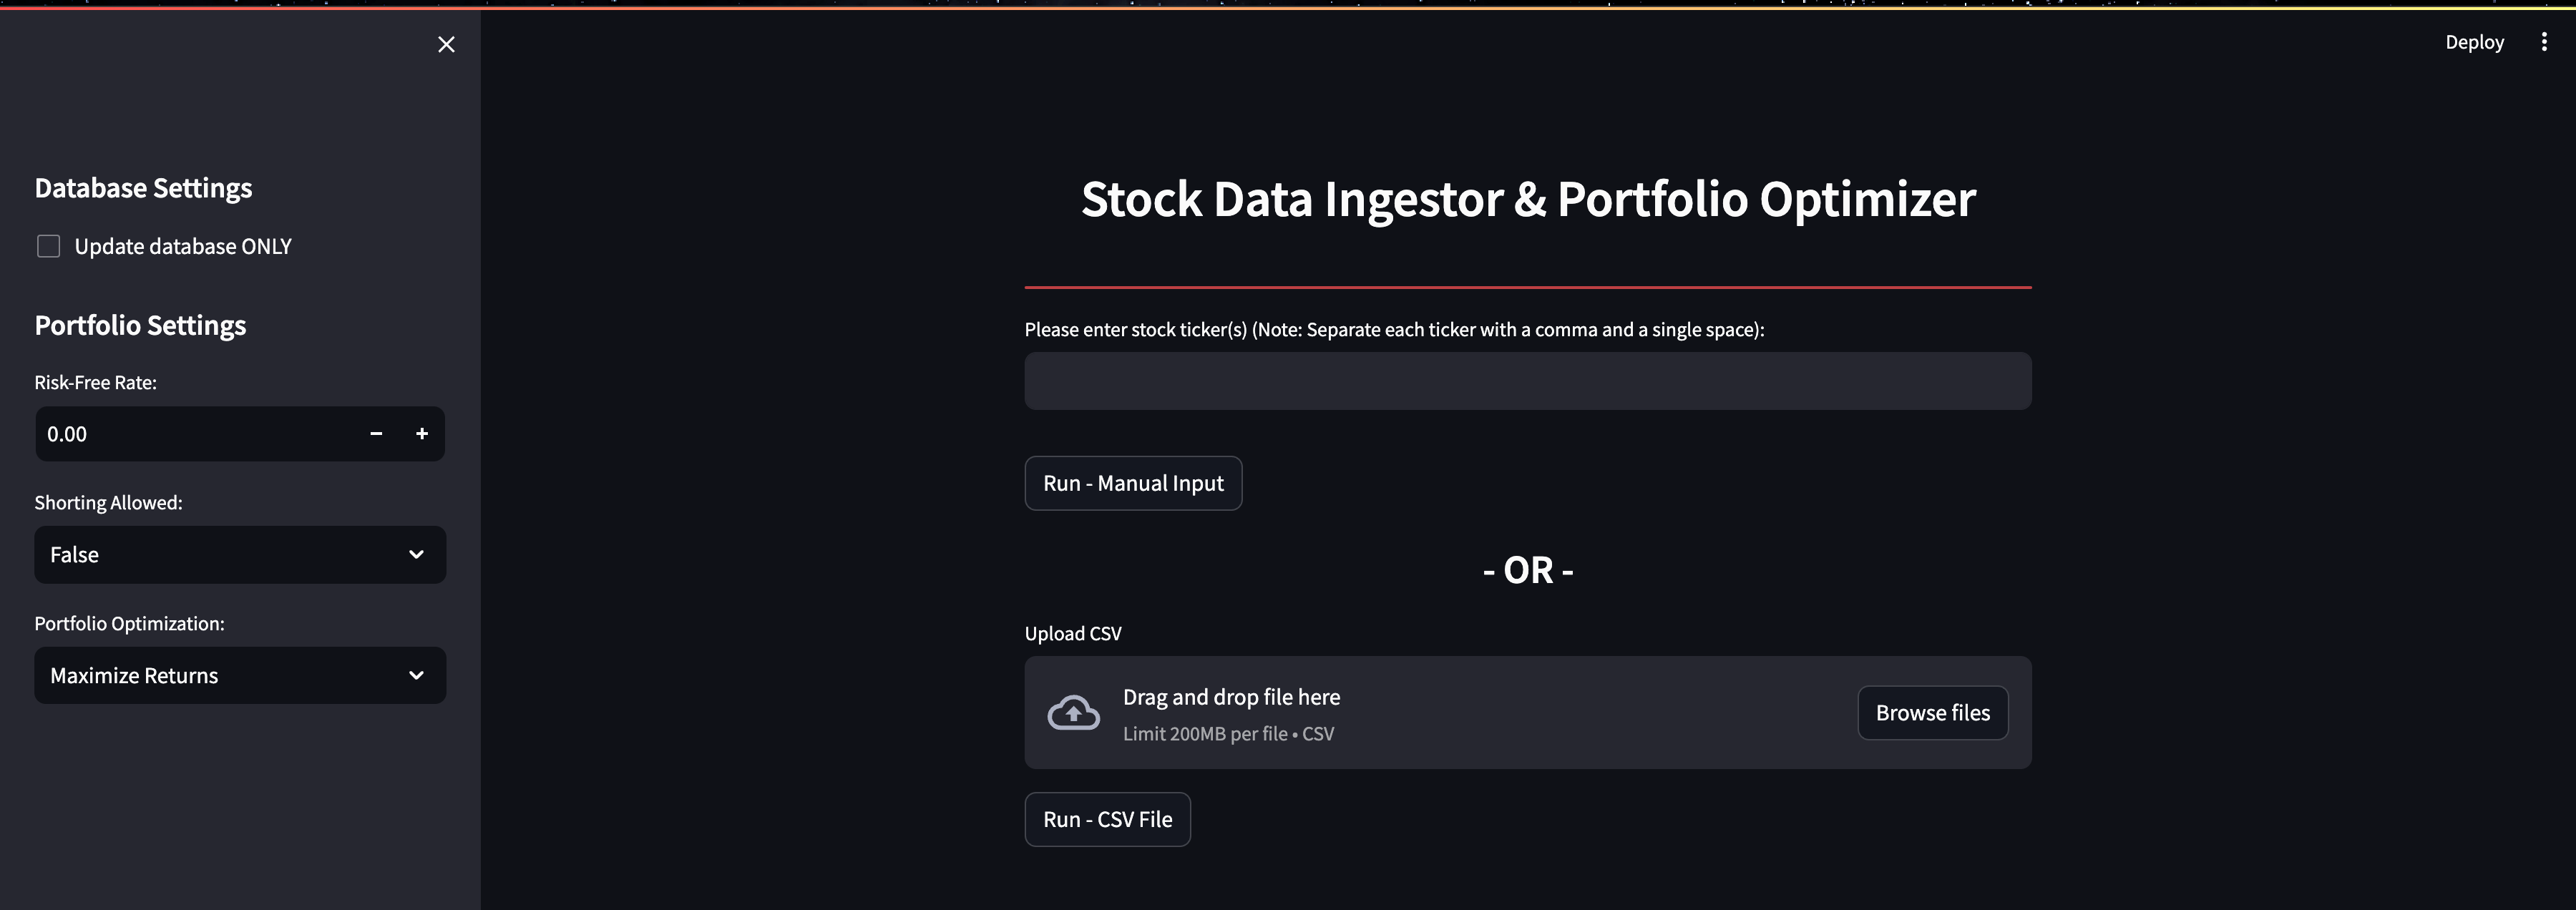 Deploy
Database Settings
Update database ONLY
Portfolio Settings
Risk-Free Rate:
0.00
Shorting Allowed:
False
Portfolio Optimization:
Maximize Returns
Stock Data Ingestor & Portfolio Optimizer
Please enter stock ticker(s) (Note: Separate each ticker with a comma and a single space):
Run - Manual Input
- OR -
Upload CSV
Drag and drop file here
Limit 200MB per file • CSV
Browse files
Run - CSV File